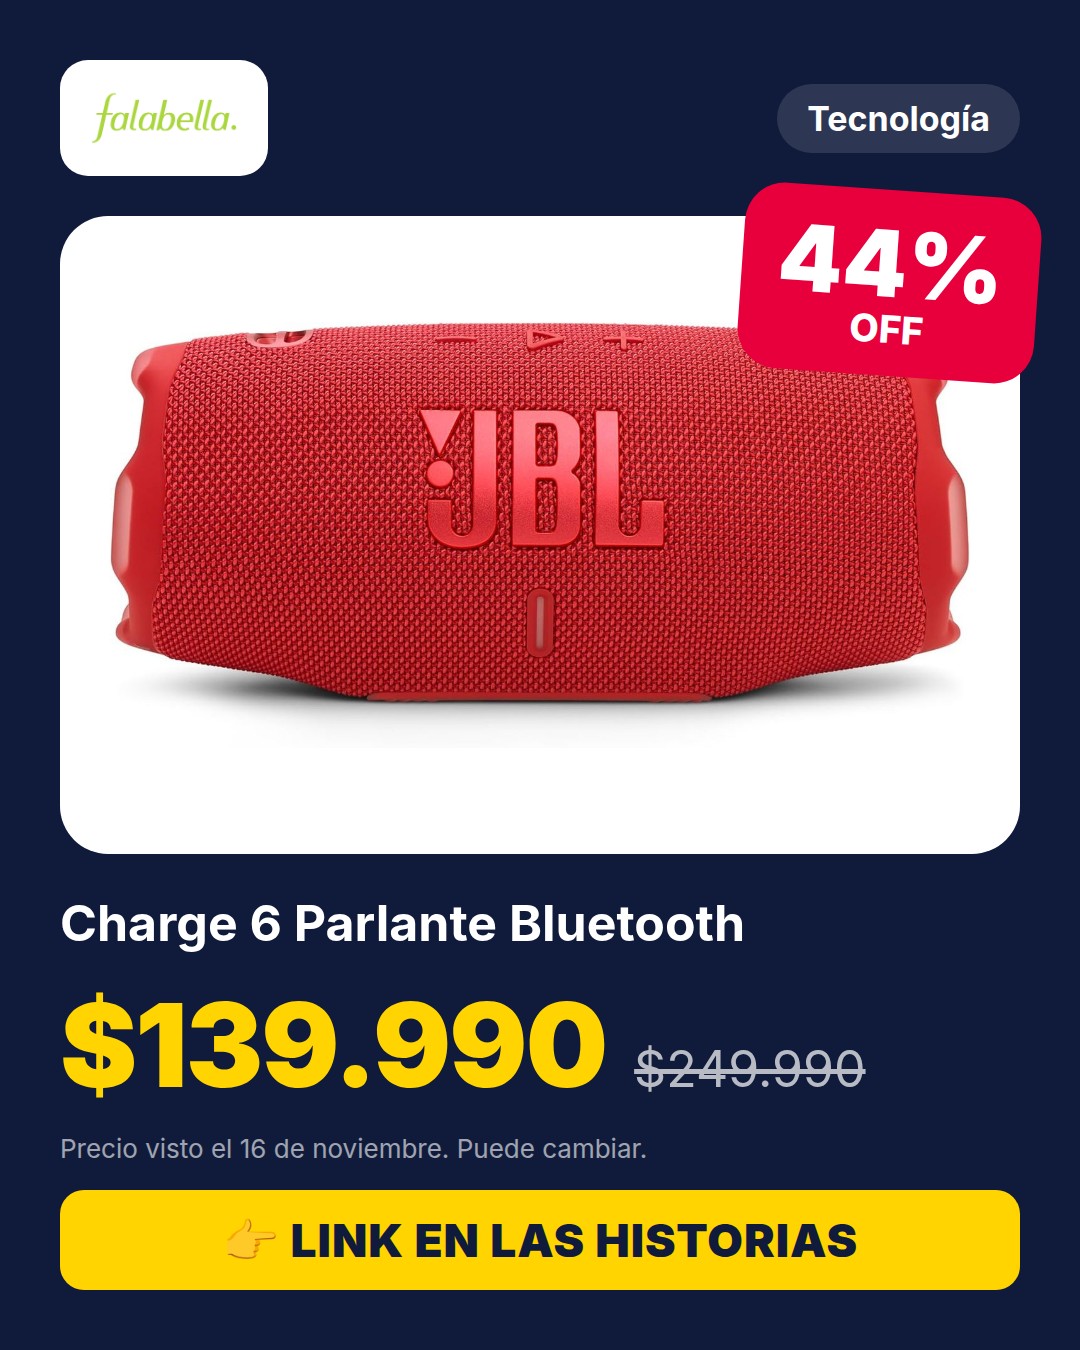 falabella.
Tecnología
44%
OFF
JBL
Charge 6 Parlante Bluetooth
$139.990 $249.990
Precio visto el 16 de noviembre. Puede cambiar.
👉 LINK EN LAS HISTORIAS